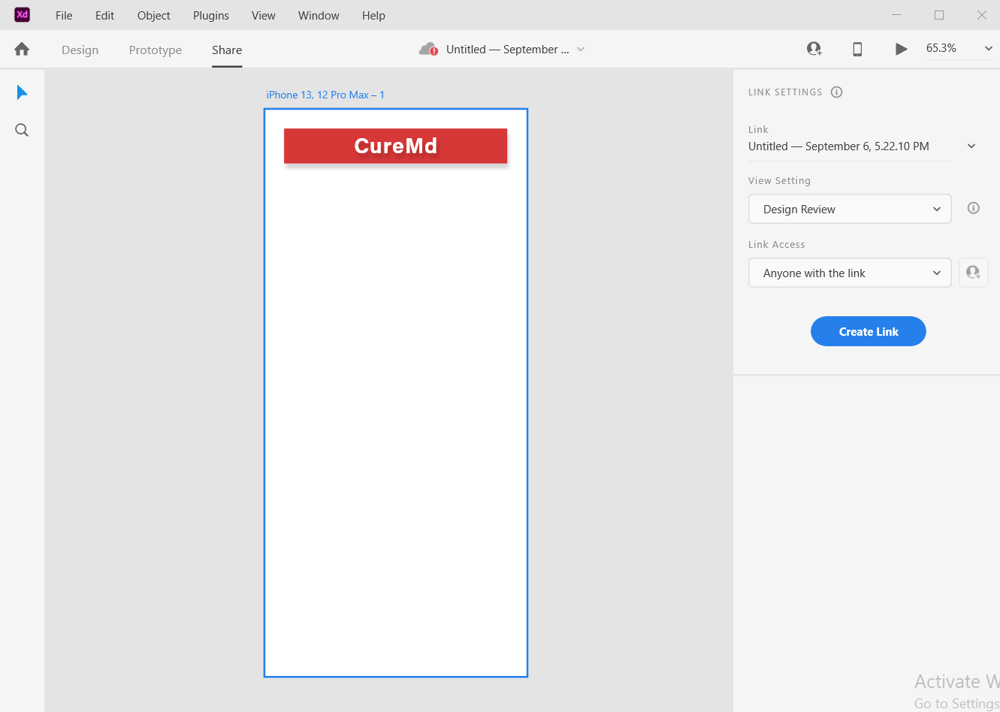 Xd File Edit Object Plugins View Window Help
Design Prototype Share Untitled — September ... 65.3%
iPhone 13, 12 Pro Max – 1
CureMd
LINK SETTINGS
Link
Untitled — September 6, 5.22.10 PM
View Setting
Design Review
Link Access
Anyone with the link
Create Link
Activate W
Go to Settings